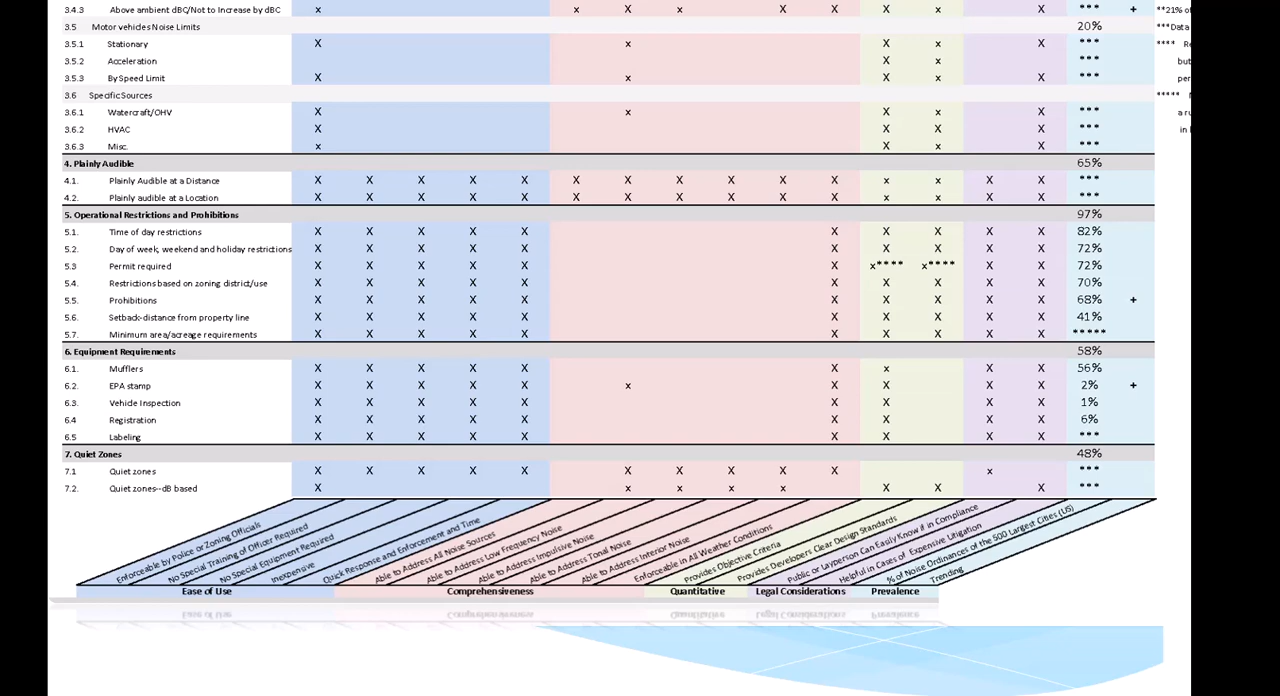 3.4.3 Above ambient dBC/Not to Increase by dBC x x X x X X X x X *** + **21% o
3.5 Motor vehicles Noise Limits 20% ***Data
3.5.1 Stationary X x X x X *** **** Re
3.5.2 Acceleration X x *** but
3.5.3 By Speed Limit X x X x X *** per
3.6 Specific Sources *****
3.6.1 Watercraft/OHV X x X x X *** a ru
3.6.2 HVAC X X X X *** in
3.6.3 Misc. x X x X ***
4. Plainly Audible 65%
4.1. Plainly Audible at a Distance X X X X X X X X X X X x x X X ***
4.2. Plainly audible at a Location X X X X X X X X X X X x x X X ***
5. Operational Restrictions and Prohibitions 97%
5.1. Time of day restrictions X X X X X X X X X X 82%
5.2. Day of week, weekend and holiday restrictions X X X X X X X X X X 72%
5.3 Permit required X X X X X X x**** x**** X X 72%
5.4. Restrictions based on zoning district/use X X X X X X X X X X 70%
5.5. Prohibitions X X X X X X X X X X 68% +
5.6. Setback-distance from property line X X X X X X X X X X 41%
5.7. Minimum area/acreage requirements X X X X X X X X X X *****
6. Equipment Requirements 58%
6.1. Mufflers X X X X X X x X X 56%
6.2. EPA stamp X X X X X x X X X X 2% +
6.3. Vehicle Inspection X X X X X X X X X 1%
6.4 Registration X X X X X X X X X 6%
6.5 Labeling X X X X X X X X X ***
7. Quiet Zones 48%
7.1 Quiet zones X X X X X X X X X X x ***
7.2. Quiet zones--dB based X x x x x X X X ***
Enforceable by Police or Zoning Officials
No Special Training of Officer Required
No Special Equipment Required
Inexpensive
Quick Response and Enforcement and Time
Able to Address All Noise Sources
Able to Address Low Frequency Noise
Able to Address Impulsive Noise
Able to Address Tonal Noise
Able to Address Interior Noise
Enforceable in All Weather Conditions
Provides Objective Criteria
Provides Developers Clear Design Standards
Public or Layperson Can Easily Know if in Compliance
Helpful in Cases of Expensive Litigation
% of Noise Ordinances of the 500 Largest Cities (US)
Trending
Ease of Use Comprehensiveness Quantitative Legal Considerations Prevalence